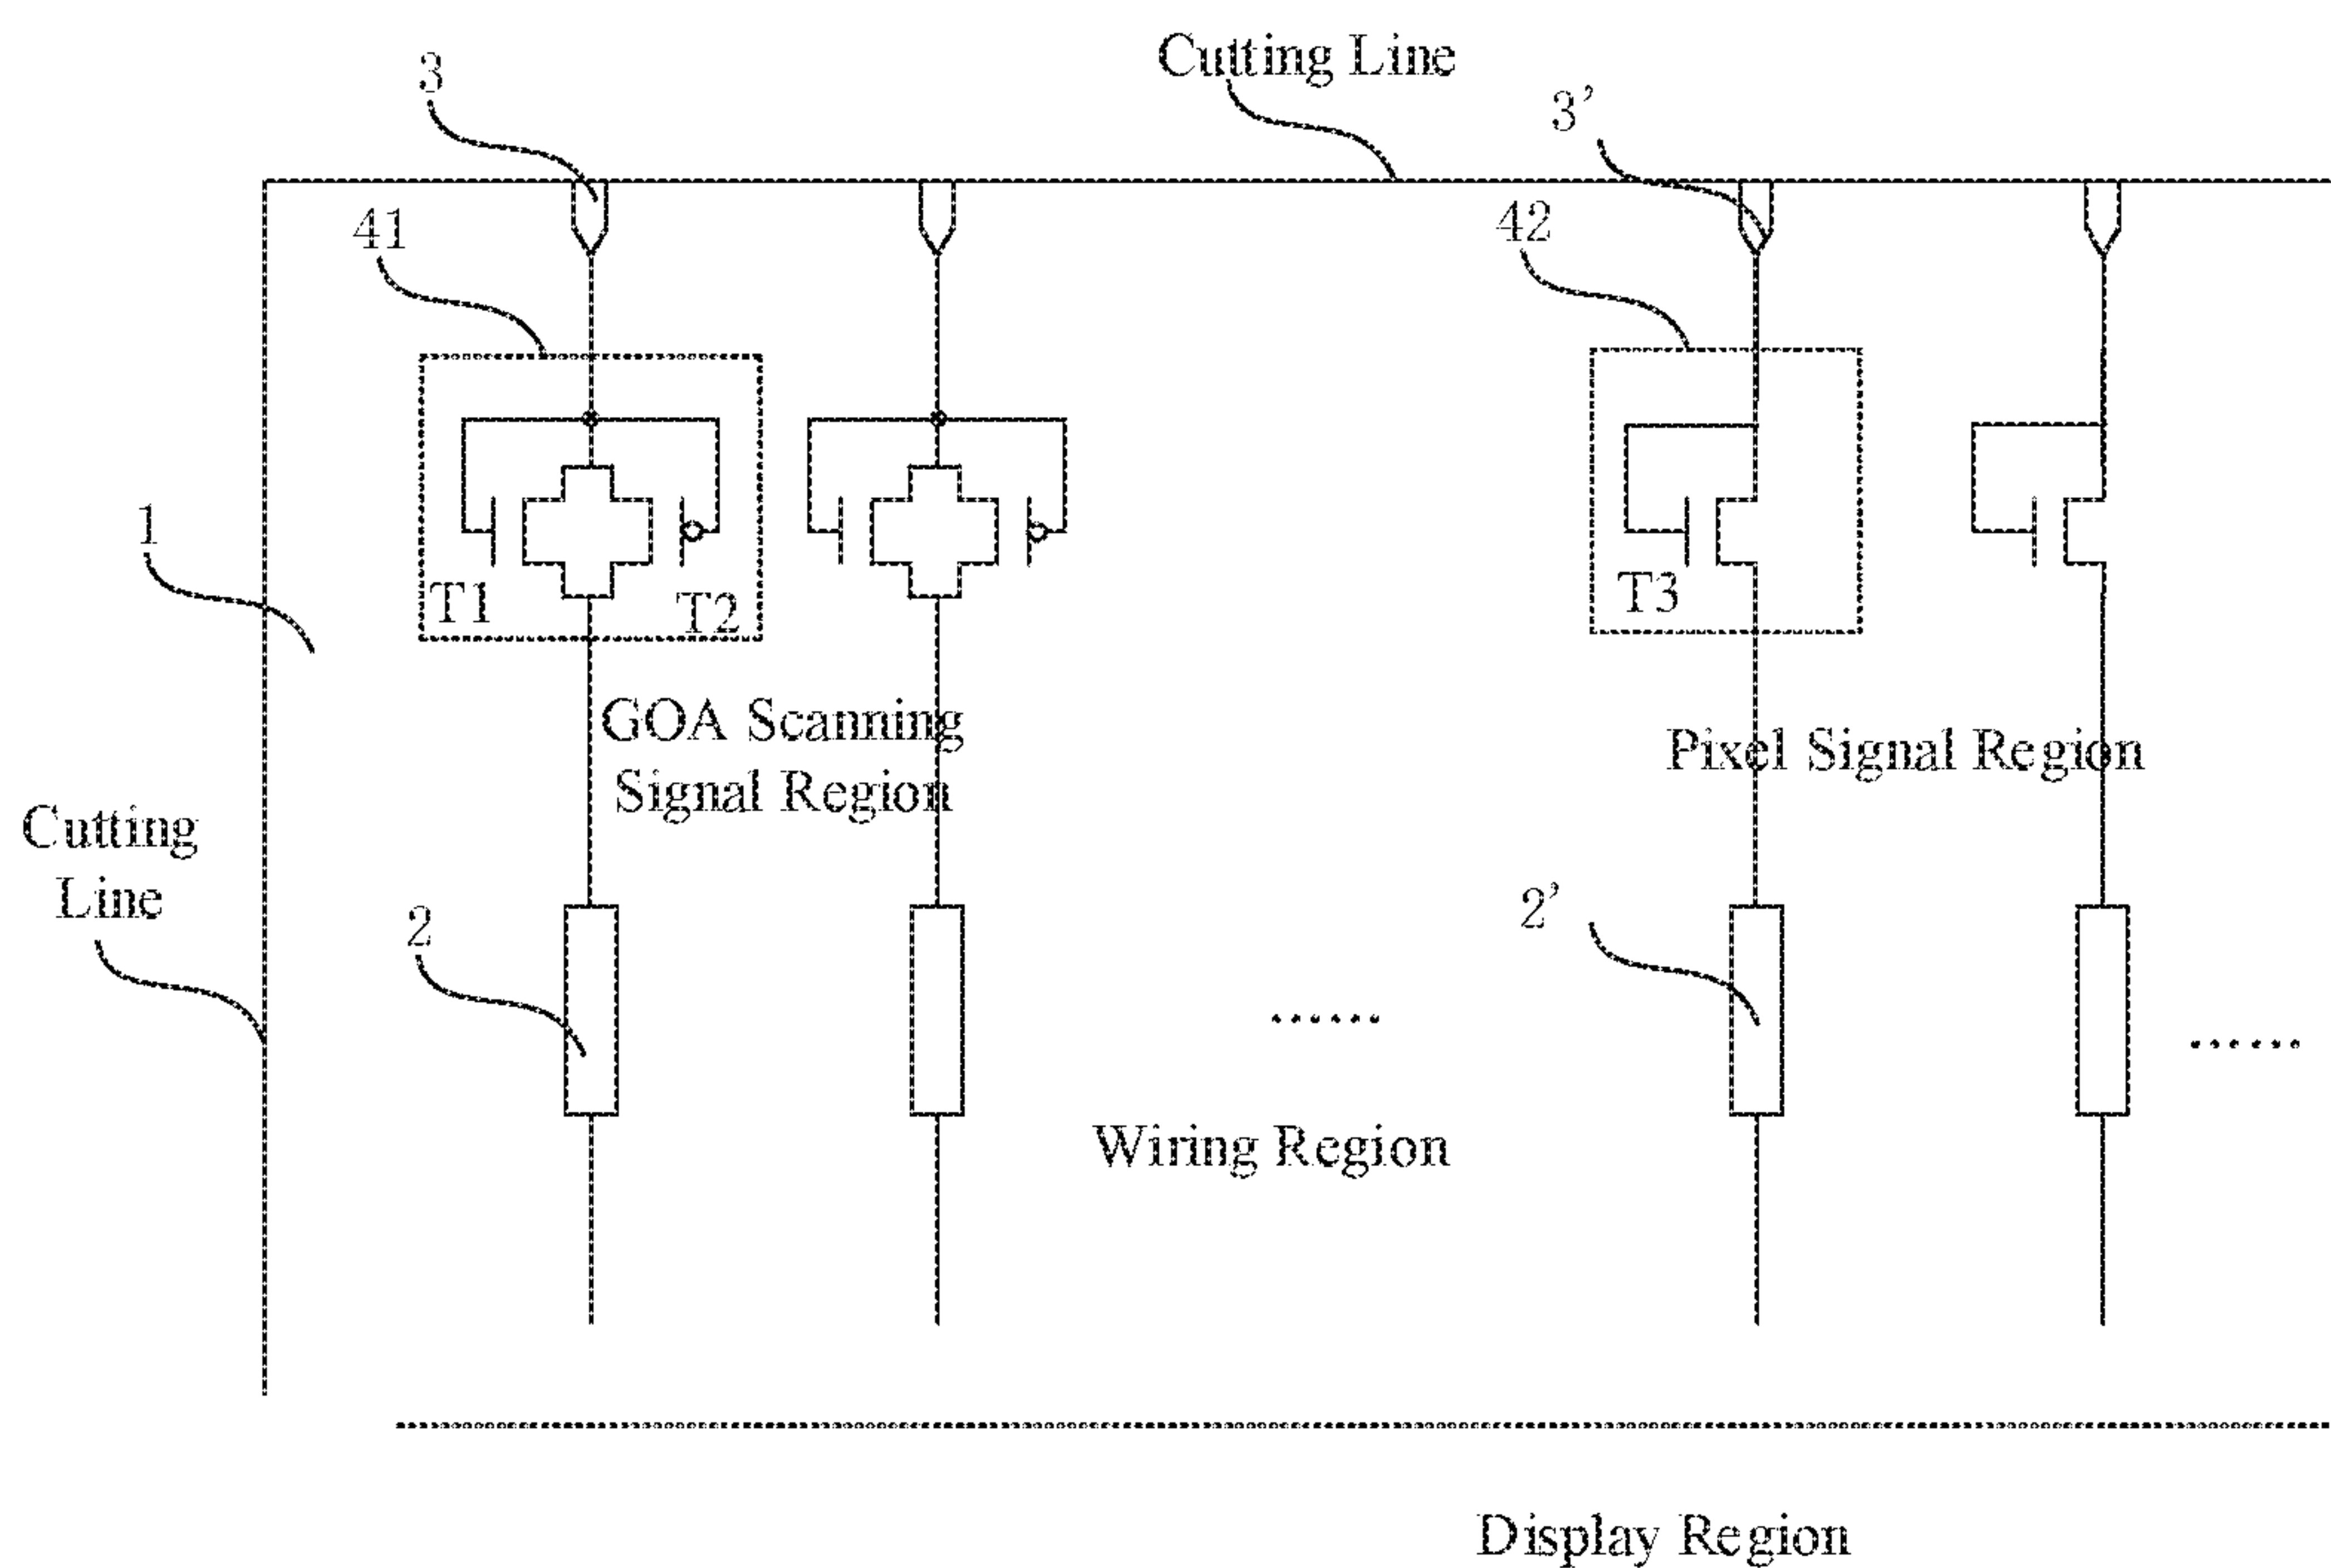 Cutting Line
3
3’
41
42
1
T1
T2
T3
GOA Scanning
Signal Region
Pixel Signal Region
Cutting
Line
2
2’
Wiring Region
Display Region